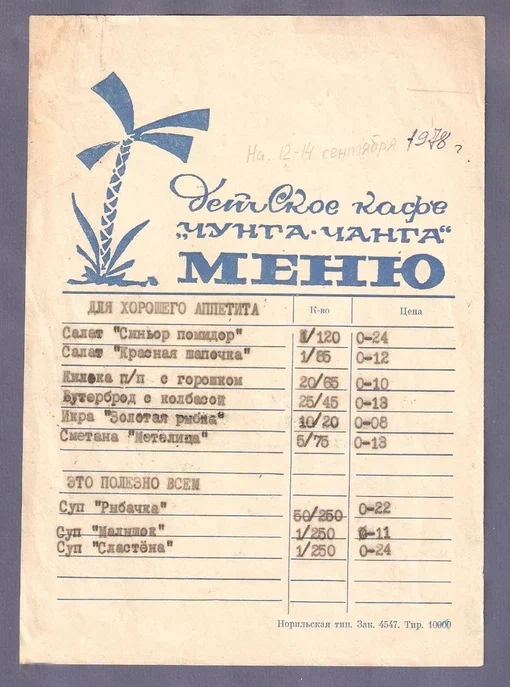 На 12-14 сентября 1978 г
Детское кафе
„ЧУНГА-ЧАНГА“
МЕНЮ
ДЛЯ ХОРОШЕГО АППЕТИТА К-во Цена
Салат "Синьор помидор" 1/120 0-24
Салат "Красная шапочка" 1/85 0-12
Килька п/п с горошком 20/65 0-10
Бутерброд с колбасой 25/45 0-13
Икра "Золотая рыбка" 10/20 0-08
Сметана "Метелица" 5/75 0-13
ЭТО ПОЛЕЗНО ВСЕМ
Суп "Рыбачка" 50/250 0-22
Суп "Малышок" 1/250 0-11
Суп "Сластёна" 1/250 0-24
Норильская тип. Зак. 4547. Тир. 10000